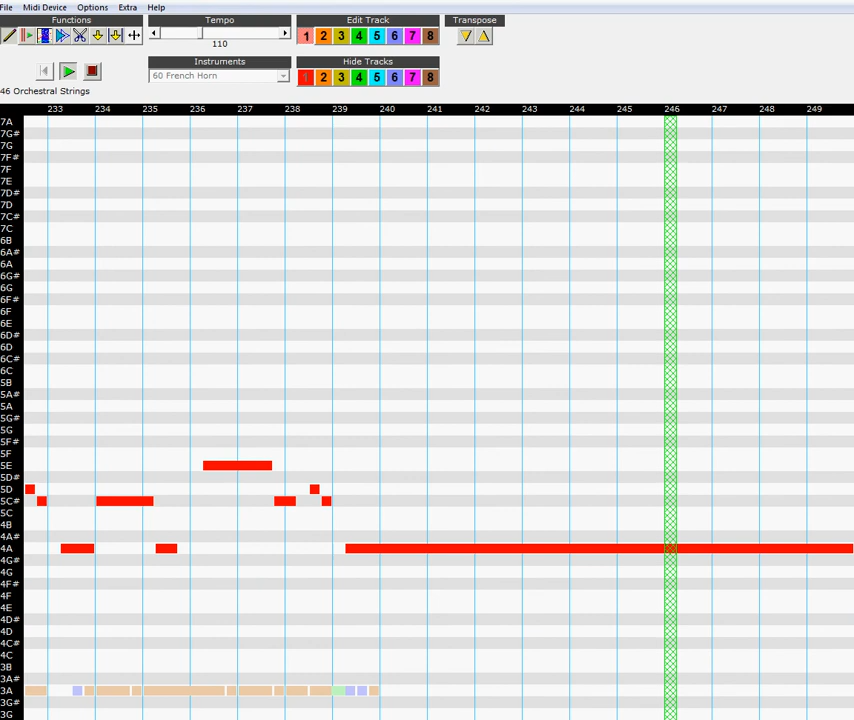 File Midi Device Options Extra Help
Functions Tempo Edit Track Transpose
1 2 3 4 5 6 7 8
110
Instruments Hide Tracks
60 French Horn 1 2 3 4 5 6 7 8
46 Orchestral Strings
233 234 235 236 237 238 239 240 241 242 243 244 245 246 247 248 249
7A
7G#
7G
7F#
7F
7E
7D#
7D
7C#
7C
6B
6A#
6A
6G#
6G
6F#
6F
6E
6D#
6D
6C#
6C
5B
5A#
5A
5G#
5G
5F#
5F
5E
5D#
5D
5C#
5C
4B
4A#
4A
4G#
4G
4F#
4F
4E
4D#
4D
4C#
4C
3B
3A#
3A
3G#
3G